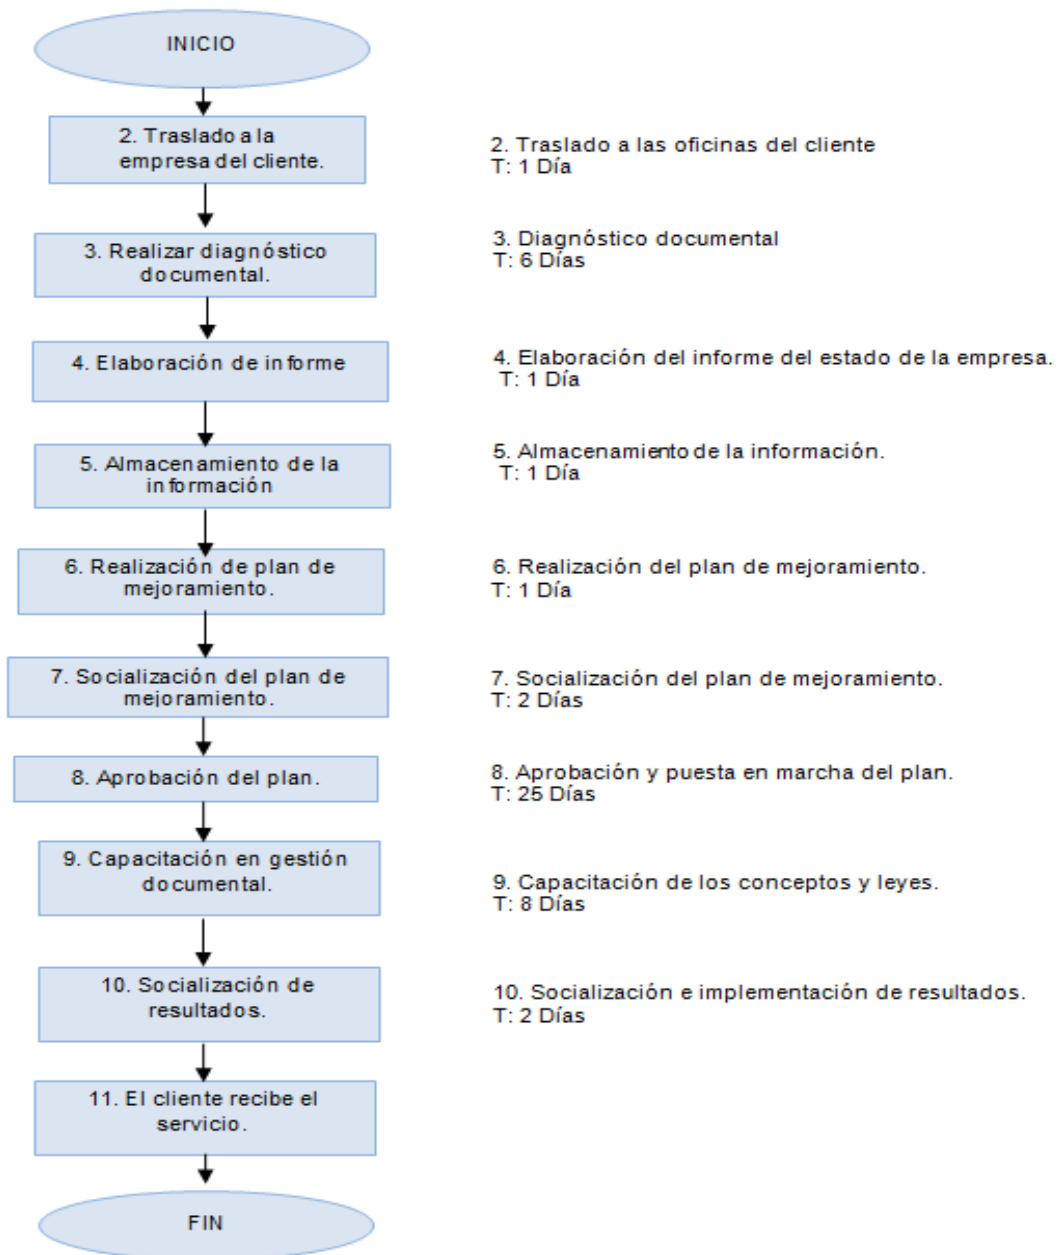 INICIO
2. Traslado a la
empresa del cliente.
2. Traslado a las oficinas del cliente
T: 1 Día
3. Realizar diagnóstico
documental.
3. Diagnóstico documental
T: 6 Días
4. Elaboración de informe
4. Elaboración del informe del estado de la empresa.
T: 1 Día
5. Almacenamiento de la
información
5. Almacenamiento de la información.
T: 1 Día
6. Realización de plan de
mejoramiento.
6. Realización del plan de mejoramiento.
T: 1 Día
7. Socialización del plan de
mejoramiento.
7. Socialización del plan de mejoramiento.
T: 2 Días
8. Aprobación del plan.
8. Aprobación y puesta en marcha del plan.
T: 25 Días
9. Capacitación en gestión
documental.
9. Capacitación de los conceptos y leyes.
T: 8 Días
10. Socialización de
resultados.
10. Socialización e implementación de resultados.
T: 2 Días
11. El cliente recibe el
servicio.
FIN